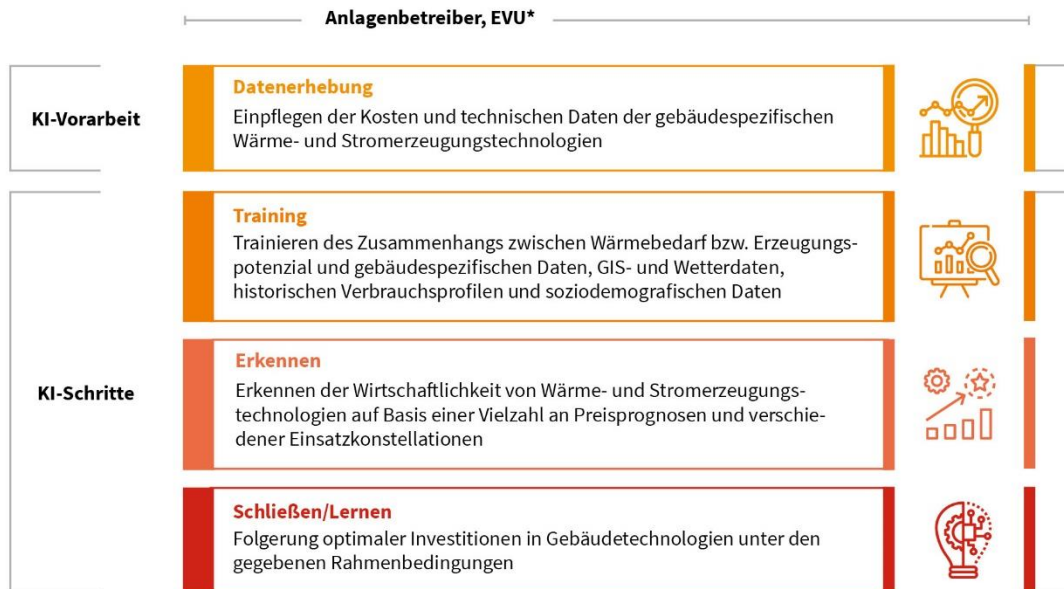 Anlagenbetreiber, EVU*
KI-Vorarbeit
Datenerhebung
Einpflegen der Kosten und technischen Daten der gebäudespezifischen
Wärme- und Stromerzeugungstechnologien
KI-Schritte
Training
Trainieren des Zusammenhangs zwischen Wärmebedarf bzw. Erzeugungs-
potenzial und gebäudespezifischen Daten, GIS- und Wetterdaten,
historischen Verbrauchsprofilen und soziodemografischen Daten
Erkennen
Erkennen der Wirtschaftlichkeit von Wärme- und Stromerzeugungs-
technologien auf Basis einer Vielzahl an Preisprognosen und verschie-
dener Einsatzkonstellationen
Schließen/Lernen
Folgerung optimaler Investitionen in Gebäudetechnologien unter den
gegebenen Rahmenbedingungen